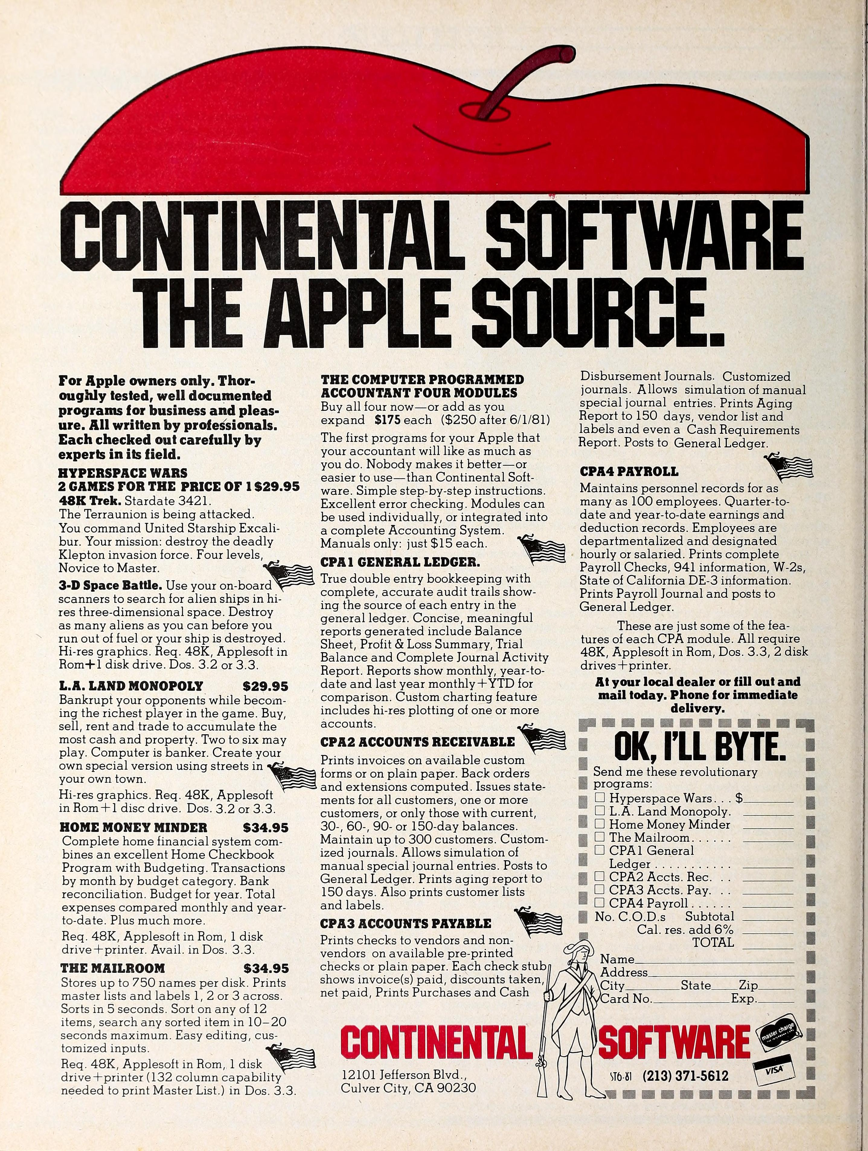 CONTINENTAL SOFTWARE
THE APPLE SOURCE.
For Apple owners only. Thor-
oughly tested, well documented
programs for business and pleas-
ure. All written by professionals.
Each checked out carefully by
experts in its field.
HYPERSPACE WARS
2 GAMES FOR THE PRICE OF 1 $29.95
48K Trek. Stardate 3421.
The Terraunion is being attacked.
You command United Starship Excali-
bur. Your mission: destroy the deadly
Klepton invasion force. Four levels,
Novice to Master.
3-D Space Battle. Use your on-board
scanners to search for alien ships in hi-
res three-dimensional space. Destroy
as many aliens as you can before you
run out of fuel or your ship is destroyed.
Hi-res graphics. Req. 48K, Applesoft in
Rom+1 disk drive. Dos. 3.2 or 3.3.
L.A. LAND MONOPOLY $29.95
Bankrupt your opponents while becom-
ing the richest player in the game. Buy,
sell, rent and trade to accumulate the
most cash and property. Two to six may
play. Computer is banker. Create your
own special version using streets in
your own town.
Hi-res graphics. Req. 48K, Applesoft
in Rom+1 disc drive. Dos. 3.2 or 3.3.
HOME MONEY MINDER $34.95
Complete home financial system com-
bines an excellent Home Checkbook
Program with Budgeting. Transactions
by month by budget category. Bank
reconciliation. Budget for year. Total
expenses compared monthly and year-
to-date. Plus much more.
Req. 48K, Applesoft in Rom, 1 disk
drive+printer. Avail. in Dos. 3.3.
THE MAILROOM $34.95
Stores up to 750 names per disk. Prints
master lists and labels 1, 2 or 3 across.
Sorts in 5 seconds. Sort on any of 12
items, search any sorted item in 10–20
seconds maximum. Easy editing, cus-
tomized inputs.
Req. 48K, Applesoft in Rom, 1 disk
drive+printer (132 column capability
needed to print Master List.) in Dos. 3.3.
THE COMPUTER PROGRAMMED
ACCOUNTANT FOUR MODULES
Buy all four now—or add as you
expand $175 each ($250 after 6/1/81)
The first programs for your Apple that
your accountant will like as much as
you do. Nobody makes it better—or
easier to use—than Continental Soft-
ware. Simple step-by-step instructions.
Excellent error checking. Modules can
be used individually, or integrated into
a complete Accounting System.
Manuals only: just $15 each.
CPA1 GENERAL LEDGER.
True double entry bookkeeping with
complete, accurate audit trails show-
ing the source of each entry in the
general ledger. Concise, meaningful
reports generated include Balance
Sheet, Profit & Loss Summary, Trial
Balance and Complete Journal Activity
Report. Reports show monthly, year-to-
date and last year monthly+YTD for
comparison. Custom charting feature
includes hi-res plotting of one or more
accounts.
CPA2 ACCOUNTS RECEIVABLE
Prints invoices on available custom
forms or on plain paper. Back orders
and extensions computed. Issues state-
ments for all customers, one or more
customers, or only those with current,
30-, 60-, 90- or 150-day balances.
Maintain up to 300 customers. Custom-
ized journals. Allows simulation of
manual special journal entries. Posts to
General Ledger. Prints aging report to
150 days. Also prints customer lists
and labels.
CPA3 ACCOUNTS PAYABLE
Prints checks to vendors and non-
vendors on available pre-printed
checks or plain paper. Each check stub
shows invoice(s) paid, discounts taken,
net paid, Prints Purchases and Cash
Disbursement Journals. Customized
journals. Allows simulation of manual
special journal entries. Prints Aging
Report to 150 days, vendor list and
labels and even a Cash Requirements
Report. Posts to General Ledger.
CPA4 PAYROLL
Maintains personnel records for as
many as 100 employees. Quarter-to-
date and year-to-date earnings and
deduction records. Employees are
departmentalized and designated
hourly or salaried. Prints complete
Payroll Checks, 941 information, W-2s,
State of California DE-3 information.
Prints Payroll Journal and posts to
General Ledger.
These are just some of the fea-
tures of each CPA module. All require
48K, Applesoft in Rom, Dos. 3.3, 2 disk
drives+printer.
At your local dealer or fill out and
mail today. Phone for immediate
delivery.
OK, I'LL BYTE.
Send me these revolutionary
programs:
Hyperspace Wars. . . $
L.A. Land Monopoly.
Home Money Minder
The Mailroom. . . . . .
CPA1 General
Ledger . . . . . . . . . . .
CPA2 Accts. Rec. . . .
CPA3 Accts. Pay. . . .
CPA4 Payroll . . . . . .
No. C.O.D.s Subtotal
Cal. res. add 6%
TOTAL
Name
Address
City State Zip
Card No. Exp.
CONTINENTAL SOFTWARE
12101 Jefferson Blvd.,
Culver City, CA 90230
ST6-81 (213) 371-5612
master charge
VISA